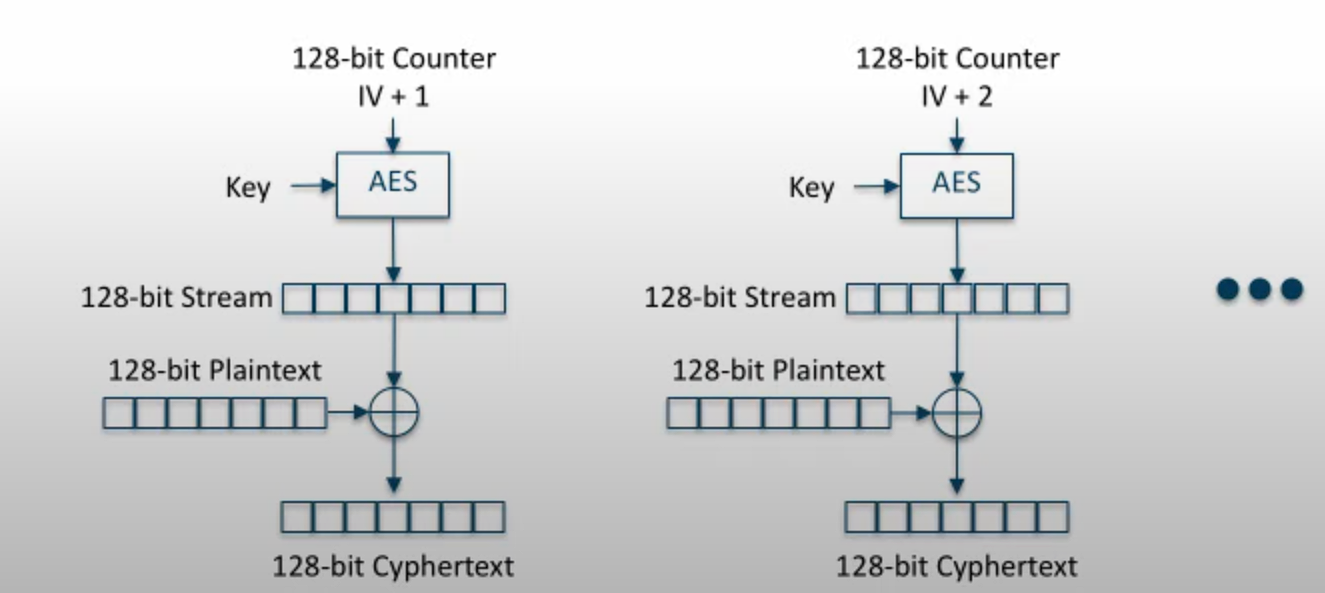 128-bit Counter
IV + 1
Key
AES
128-bit Stream
128-bit Plaintext
128-bit Cyphertext
128-bit Counter
IV + 2
Key
AES
128-bit Stream
128-bit Plaintext
128-bit Cyphertext